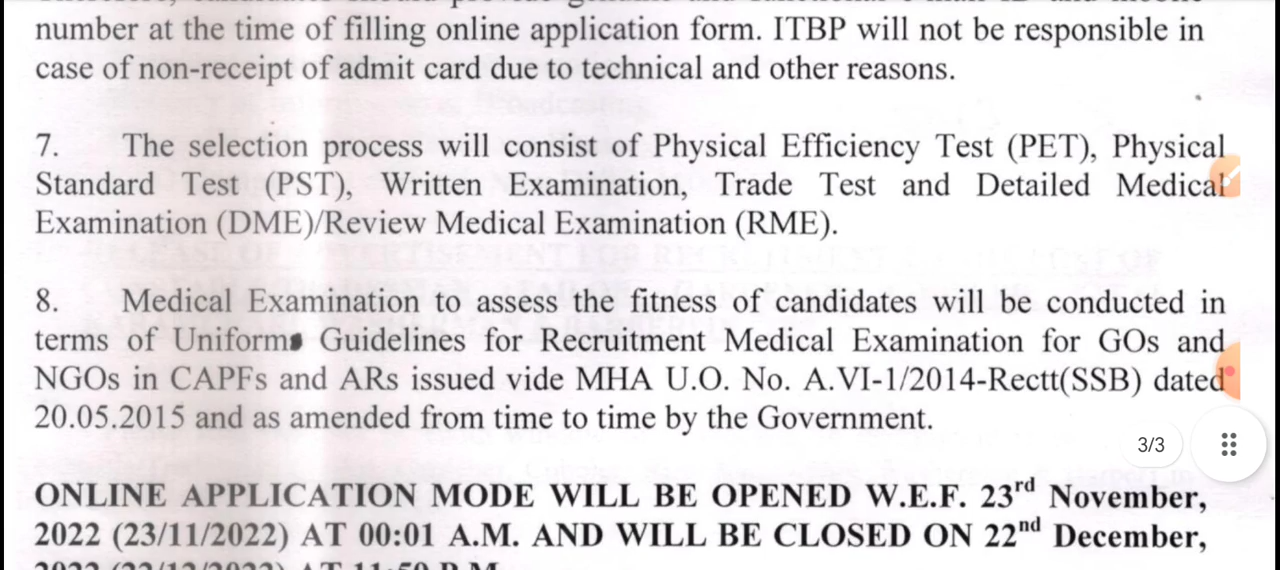 number at the time of filling online application form. ITBP will not be responsible in
case of non-receipt of admit card due to technical and other reasons.
7. The selection process will consist of Physical Efficiency Test (PET), Physical
Standard Test (PST), Written Examination, Trade Test and Detailed Medical
Examination (DME)/Review Medical Examination (RME).
8. Medical Examination to assess the fitness of candidates will be conducted in
terms of Uniform Guidelines for Recruitment Medical Examination for GOs and
NGOs in CAPFs and ARs issued vide MHA U.O. No. A.VI-1/2014-Rectt(SSB) dated
20.05.2015 and as amended from time to time by the Government.
3/3
ONLINE APPLICATION MODE WILL BE OPENED W.E.F. 23rd November,
2022 (23/11/2022) AT 00:01 A.M. AND WILL BE CLOSED ON 22nd December,